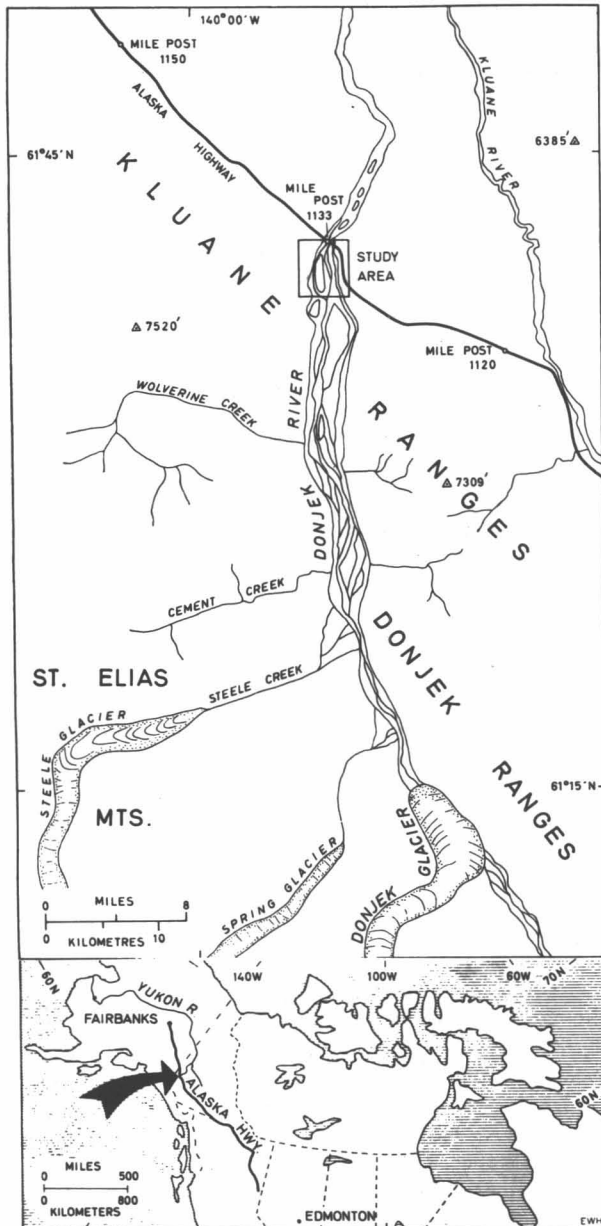 140°00' W
MILE POST
1150
ALASKA
HIGHWAY
KLUANE
RIVER
6385'
61°45' N
KLUANE
MILE
POST
1133
STUDY
AREA
7520'
MILE POST
1120
WOLVERINE CREEK
RIVER
RANGES
7309'
DONJEK
CEMENT CREEK
DONJEK
ST. ELIAS
STEELE CREEK
STEELE GLACIER
RANGES
61°15' N
MTS.
GLACIER
DONJEK
SPRING GLACIER
MILES
0 8
0 10
KILOMETRES
60N
140W
100W
60W
70N
YUKON R
FAIRBANKS
ALASKA HWY
60N
MILES
0 500
0 800
KILOMETERS
EDMONTON
EWH